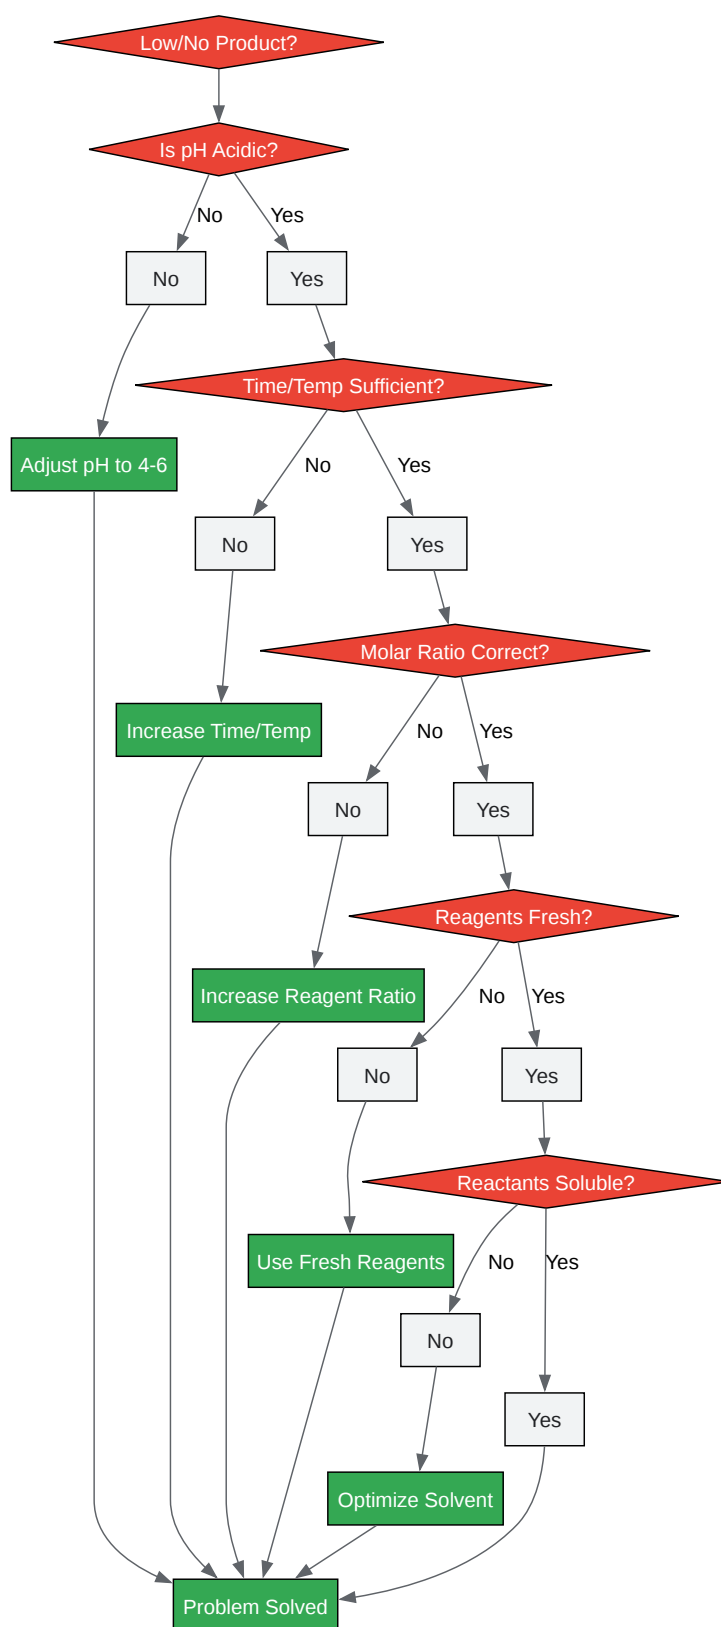 Low/No Product?
Is pH Acidic?
No
Yes
No
Yes
Time/Temp Sufficient?
Adjust pH to 4-6
No
Yes
No
Yes
Molar Ratio Correct?
Increase Time/Temp
No
Yes
No
Yes
Reagents Fresh?
Increase Reagent Ratio
No
Yes
No
Yes
Reactants Soluble?
Use Fresh Reagents
No
Yes
No
Yes
Optimize Solvent
Problem Solved